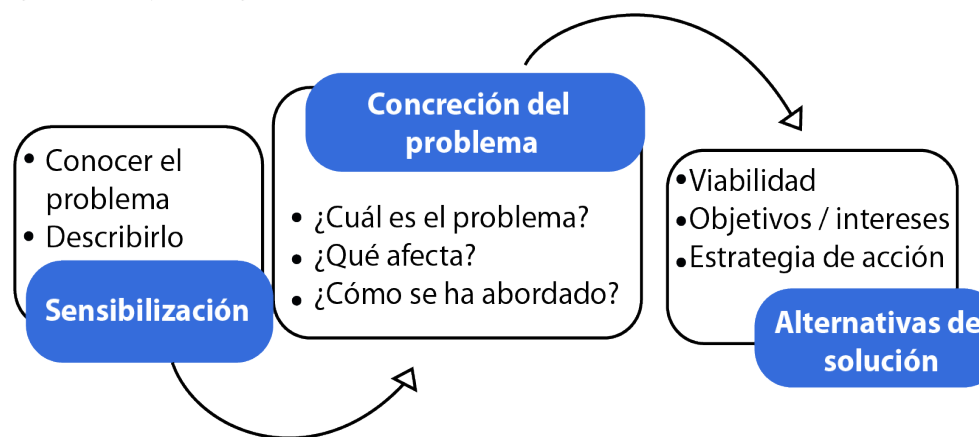 • Conocer el
problema
• Describirlo
Sensibilización
Concreción del
problema
• ¿Cuál es el problema?
• ¿Qué afecta?
• ¿Cómo se ha abordado?
•Viabilidad
•Objetivos / intereses
•Estrategia de acción
Alternativas de
solución